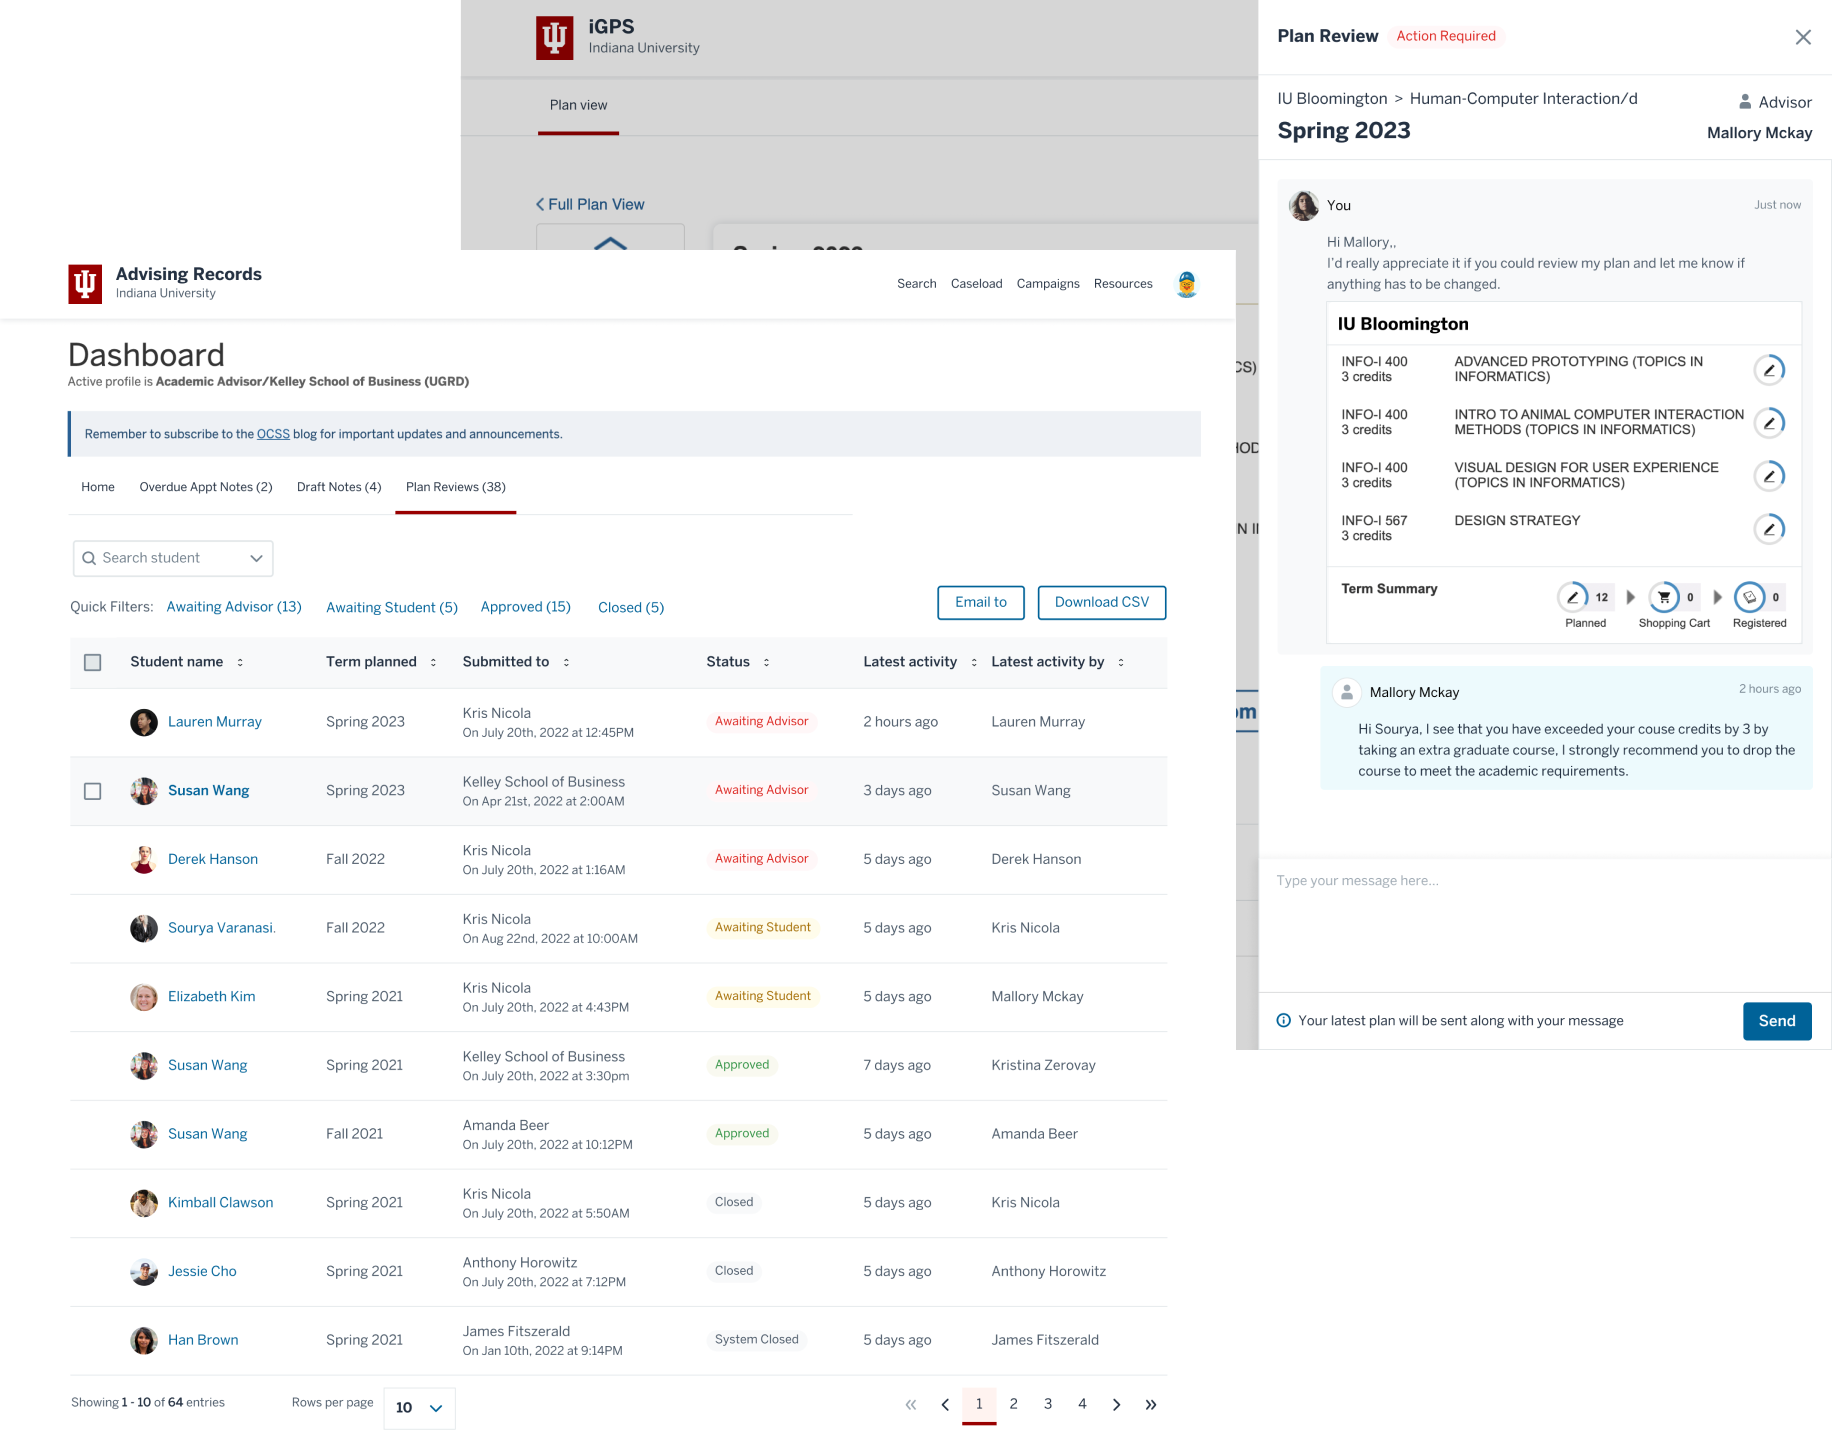 iGPS
Indiana University
Plan view
Full Plan View
Advising Records
Indiana University
Search Caseload Campaigns Resources
Dashboard
Active profile is Academic Advisor/Kelley School of Business (UGRD)
Remember to subscribe to the OCSS blog for important updates and announcements.
Home Overdue Appt Notes (2) Draft Notes (4) Plan Reviews (38)
Search student
Quick Filters: Awaiting Advisor (13) Awaiting Student (5) Approved (15) Closed (5) Email to Download CSV
Student name Term planned Submitted to Status Latest activity Latest activity by
Lauren Murray Spring 2023 Kris Nicola Awaiting Advisor 2 hours ago Lauren Murray
On July 20th, 2022 at 12:45PM
Susan Wang Spring 2023 Kelley School of Business Awaiting Advisor 3 days ago Susan Wang
On Apr 21st, 2022 at 2:00AM
Derek Hanson Fall 2022 Kris Nicola Awaiting Advisor 5 days ago Derek Hanson
On July 20th, 2022 at 1:16AM
Sourya Varanasi. Fall 2022 Kris Nicola Awaiting Student 5 days ago Kris Nicola
On Aug 22nd, 2022 at 10:00AM
Elizabeth Kim Spring 2021 Kris Nicola Awaiting Student 5 days ago Mallory Mckay
On July 20th, 2022 at 4:43PM
Susan Wang Spring 2021 Kelley School of Business Approved 7 days ago Kristina Zerovay
On July 20th, 2022 at 3:30pm
Susan Wang Fall 2021 Amanda Beer Approved 5 days ago Amanda Beer
On July 20th, 2022 at 10:12PM
Kimball Clawson Spring 2021 Kris Nicola Closed 5 days ago Kris Nicola
On July 20th, 2022 at 5:50AM
Jessie Cho Spring 2021 Anthony Horowitz Closed 5 days ago Anthony Horowitz
On July 20th, 2022 at 7:12PM
Han Brown Spring 2021 James Fitszerald System Closed 5 days ago James Fitszerald
On Jan 10th, 2022 at 9:14PM
Showing 1 - 10 of 64 entries Rows per page 10 « < 1 2 3 4 > »
Plan Review Action Required
IU Bloomington > Human-Computer Interaction/d Advisor
Spring 2023 Mallory Mckay
You Just now
Hi Mallory,,
I'd really appreciate it if you could review my plan and let me know if
anything has to be changed.
IU Bloomington
INFO-I 400 ADVANCED PROTOTYPING (TOPICS IN
3 credits INFORMATICS)
INFO-I 400 INTRO TO ANIMAL COMPUTER INTERACTION
3 credits METHODS (TOPICS IN INFORMATICS)
INFO-I 400 VISUAL DESIGN FOR USER EXPERIENCE
3 credits (TOPICS IN INFORMATICS)
INFO-I 567 DESIGN STRATEGY
3 credits
Term Summary 12 0 0
Planned Shopping Cart Registered
Mallory Mckay 2 hours ago
Hi Sourya, I see that you have exceeded your couse credits by 3 by
taking an extra graduate course, I strongly recommend you to drop the
course to meet the academic requirements.
Type your message here...
Your latest plan will be sent along with your message Send